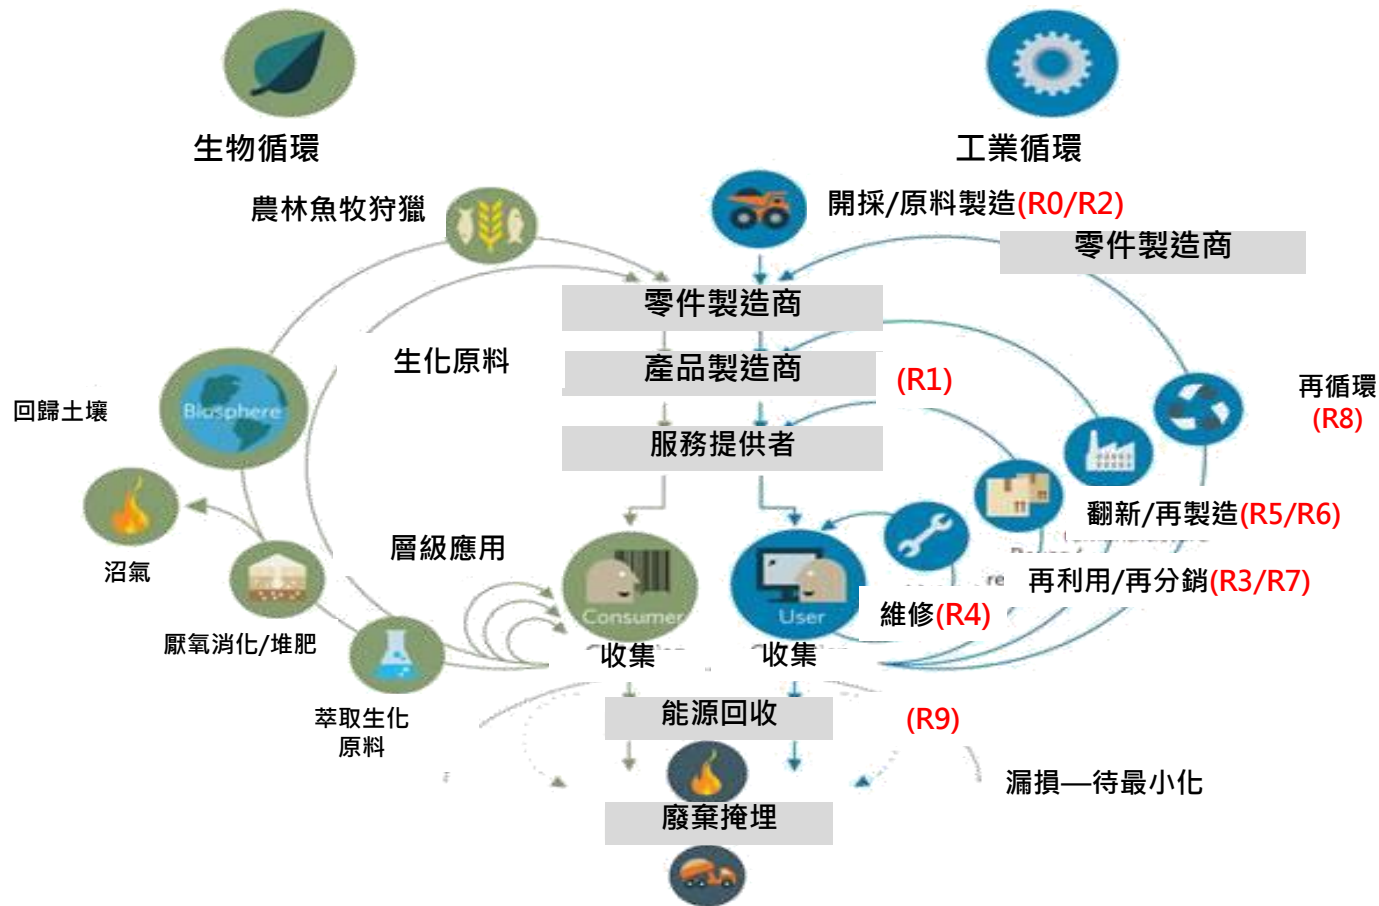 生物循環
工業循環
農林魚牧狩獵
開採/原料製造(R0/R2)
零件製造商
零件製造商
生化原料
產品製造商
(R1)
回歸土壤
Biosphere
再循環
(R8)
服務提供者
翻新/再製造(R5/R6)
沼氣
層級應用
再利用/再分銷(R3/R7)
Consumer
User
維修(R4)
厭氧消化/堆肥
收集
收集
萃取生化
原料
能源回收
(R9)
漏損—待最小化
廢棄掩埋